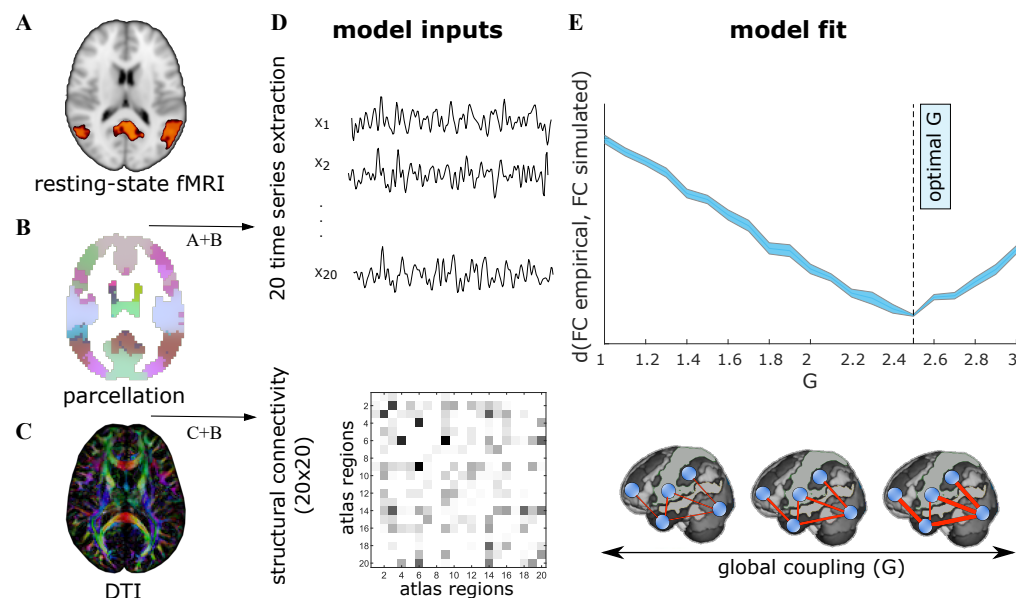 A
resting-state fMRI
B
A+B
parcellation
C
C+B
DTI
D
model inputs
20 time series extraction
x1
x2
.
.
.
x20
structural connectivity
(20x20)
atlas regions
2
4
6
8
10
12
14
16
18
20
2 4 6 8 10 12 14 16 18 20
atlas regions
E
model fit
d(FC empirical, FC simulated)
optimal G
1 1.2 1.4 1.6 1.8 2 2.2 2.4 2.6 2.8 3
G
global coupling (G)